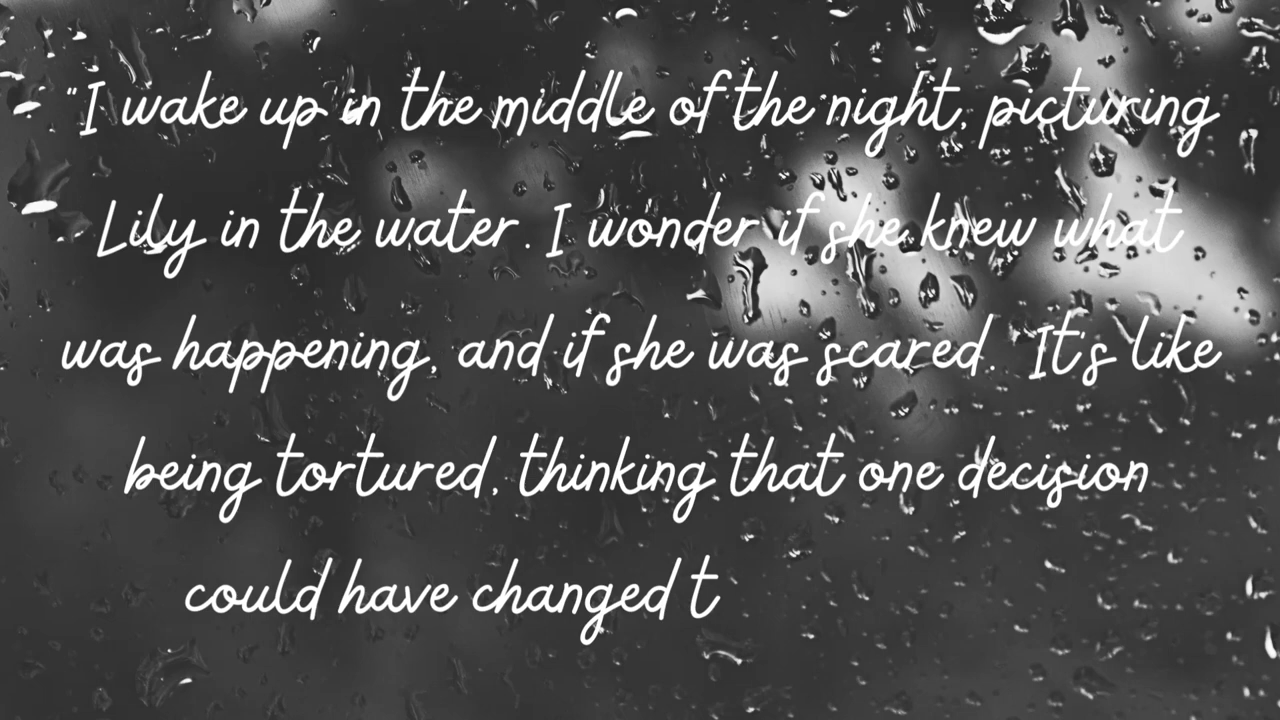 "I wake up in the middle of the night, picturing
Lily in the water. I wonder if she knew what
was happening, and if she was scared. It's like
being tortured, thinking that one decision
could have changed t